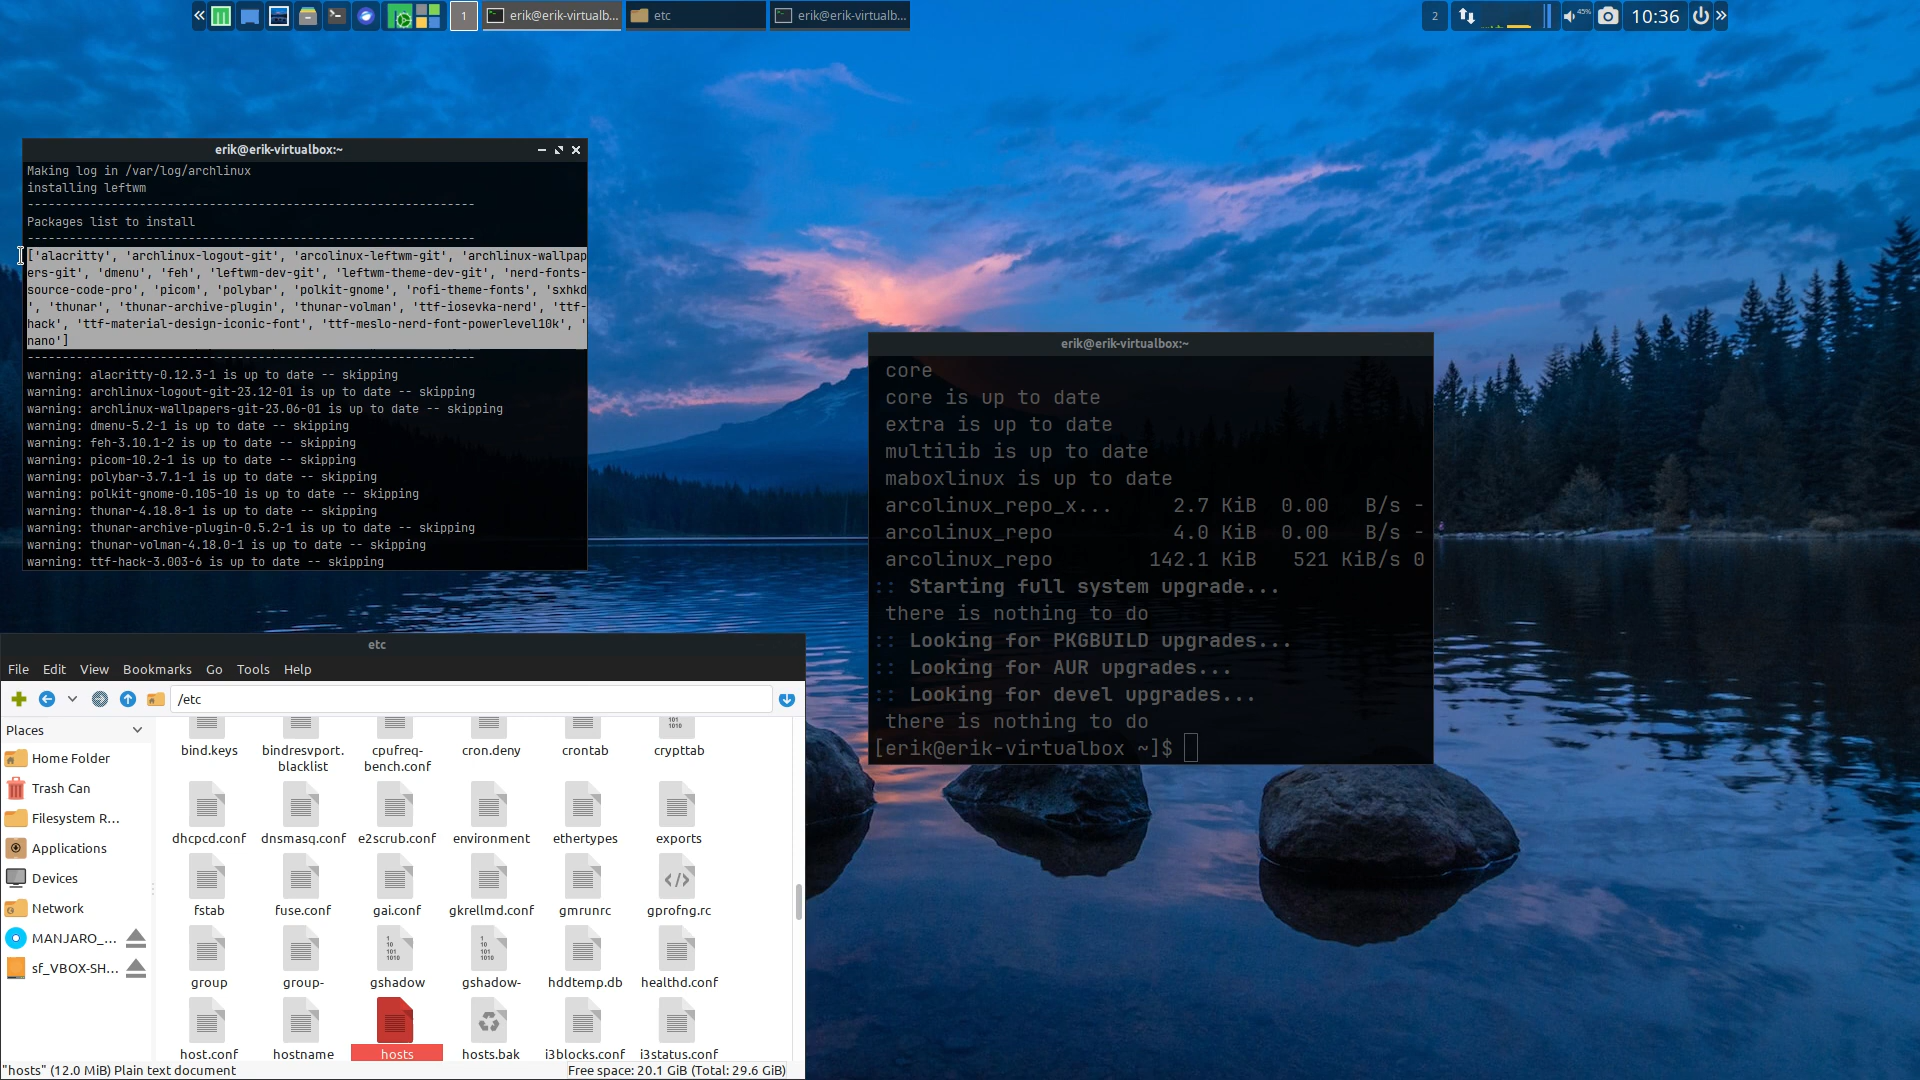 1
erik@erik-virtualb...
etc
erik@erik-virtualb...
2
45%
10:36
erik@erik-virtualbox:~
Making log in /var/log/archlinux
installing leftwm
----------------------------------------------------------------
Packages list to install
----------------------------------------------------------------
['alacritty', 'archlinux-logout-git', 'arcolinux-leftwm-git', 'archlinux-wallpap
ers-git', 'dmenu', 'feh', 'leftwm-dev-git', 'leftwm-theme-dev-git', 'nerd-fonts-
source-code-pro', 'picom', 'polybar', 'polkit-gnome', 'rofi-theme-fonts', 'sxhkd
', 'thunar', 'thunar-archive-plugin', 'thunar-volman', 'ttf-iosevka-nerd', 'ttf-
hack', 'ttf-material-design-iconic-font', 'ttf-meslo-nerd-font-powerlevel10k', '
nano']
----------------------------------------------------------------
warning: alacritty-0.12.3-1 is up to date -- skipping
warning: archlinux-logout-git-23.12-01 is up to date -- skipping
warning: archlinux-wallpapers-git-23.06-01 is up to date -- skipping
warning: dmenu-5.2-1 is up to date -- skipping
warning: feh-3.10.1-2 is up to date -- skipping
warning: picom-10.2-1 is up to date -- skipping
warning: polybar-3.7.1-1 is up to date -- skipping
warning: polkit-gnome-0.105-10 is up to date -- skipping
warning: thunar-4.18.8-1 is up to date -- skipping
warning: thunar-archive-plugin-0.5.2-1 is up to date -- skipping
warning: thunar-volman-4.18.0-1 is up to date -- skipping
warning: ttf-hack-3.003-6 is up to date -- skipping
erik@erik-virtualbox:~
core
core is up to date
extra is up to date
multilib is up to date
maboxlinux is up to date
arcolinux_repo_x... 2.7 KiB 0.00 B/s -
arcolinux_repo 4.0 KiB 0.00 B/s -
arcolinux_repo 142.1 KiB 521 KiB/s 0
:: Starting full system upgrade...
there is nothing to do
:: Looking for PKGBUILD upgrades...
:: Looking for AUR upgrades...
:: Looking for devel upgrades...
there is nothing to do
[erik@erik-virtualbox ~]$
etc
File Edit View Bookmarks Go Tools Help
/etc
Places
Home Folder
Trash Can
Filesystem R...
Applications
Devices
Network
MANJARO_...
sf_VBOX-SH...
bind.keys bindresvport.blacklist cpufreq-bench.conf cron.deny crontab crypttab
dhcpcd.conf dnsmasq.conf e2scrub.conf environment ethertypes exports
fstab fuse.conf gai.conf gkrellmd.conf gmrunrc gprofng.rc
group group- gshadow gshadow- hddtemp.db healthd.conf
host.conf hostname hosts hosts.bak i3blocks.conf i3status.conf
"hosts" (12.0 MiB) Plain text document
Free space: 20.1 GiB (Total: 29.6 GiB)